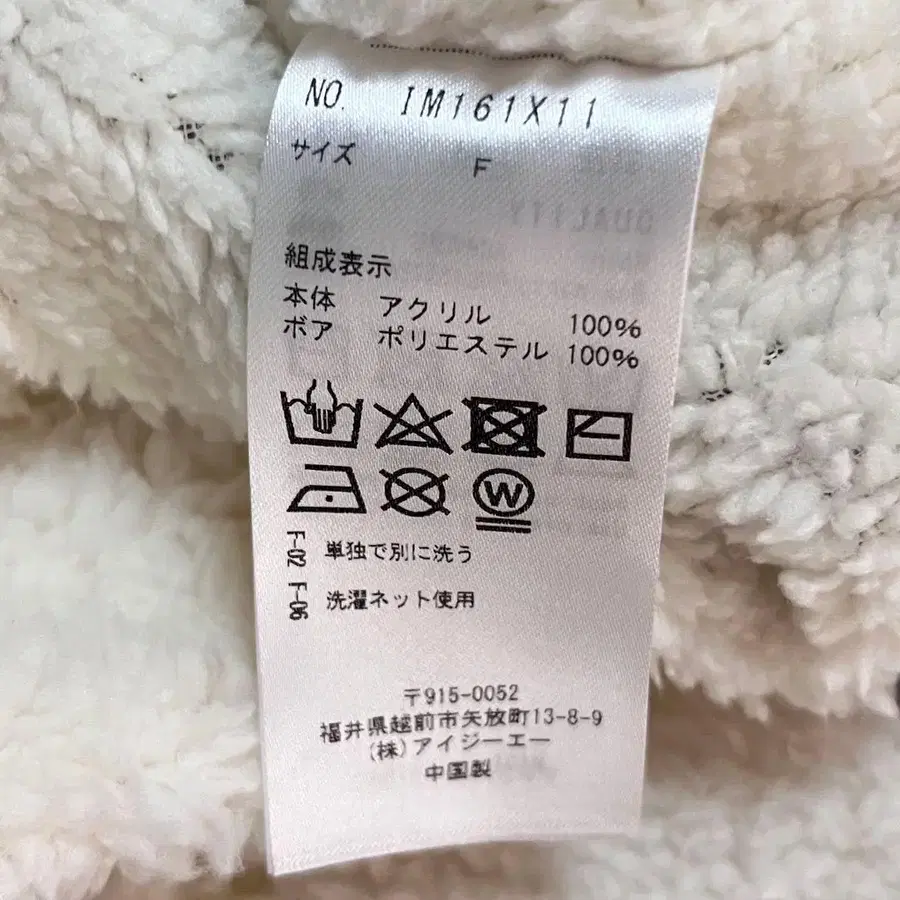 NO. IM161X11
サイズ F
QUALITY
組成表示
本体 アクリル 100%
ボア ポリエステル 100%
W
F-02 単独で別に洗う
F-06 洗濯ネット使用
〒915-0052
福井県越前市矢放町13-8-9
(株)アイジーエー
中国製